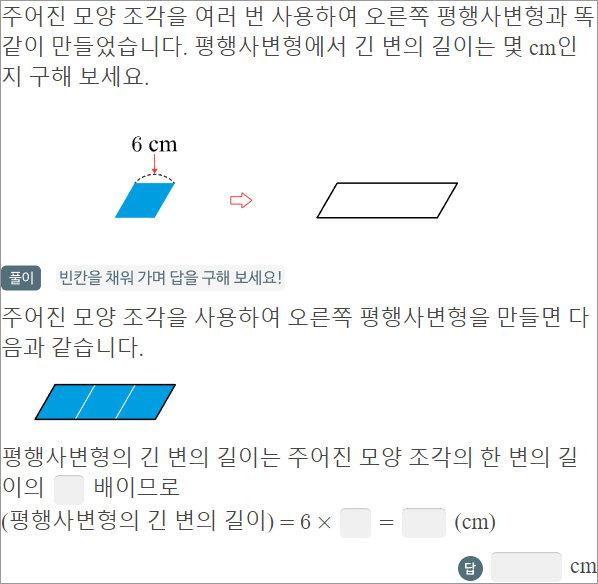 주어진 모양 조각을 여러 번 사용하여 오른쪽 평행사변형과 똑
같이 만들었습니다. 평행사변형에서 긴 변의 길이는 몇 cm인
지 구해 보세요.
6 cm
풀이 빈칸을 채워 가며 답을 구해 보세요!
주어진 모양 조각을 사용하여 오른쪽 평행사변형을 만들면 다
음과 같습니다.
평행사변형의 긴 변의 길이는 주어진 모양 조각의 한 변의 길
이의 배이므로
(평행사변형의 긴 변의 길이) = 6 × = (cm)
답 cm